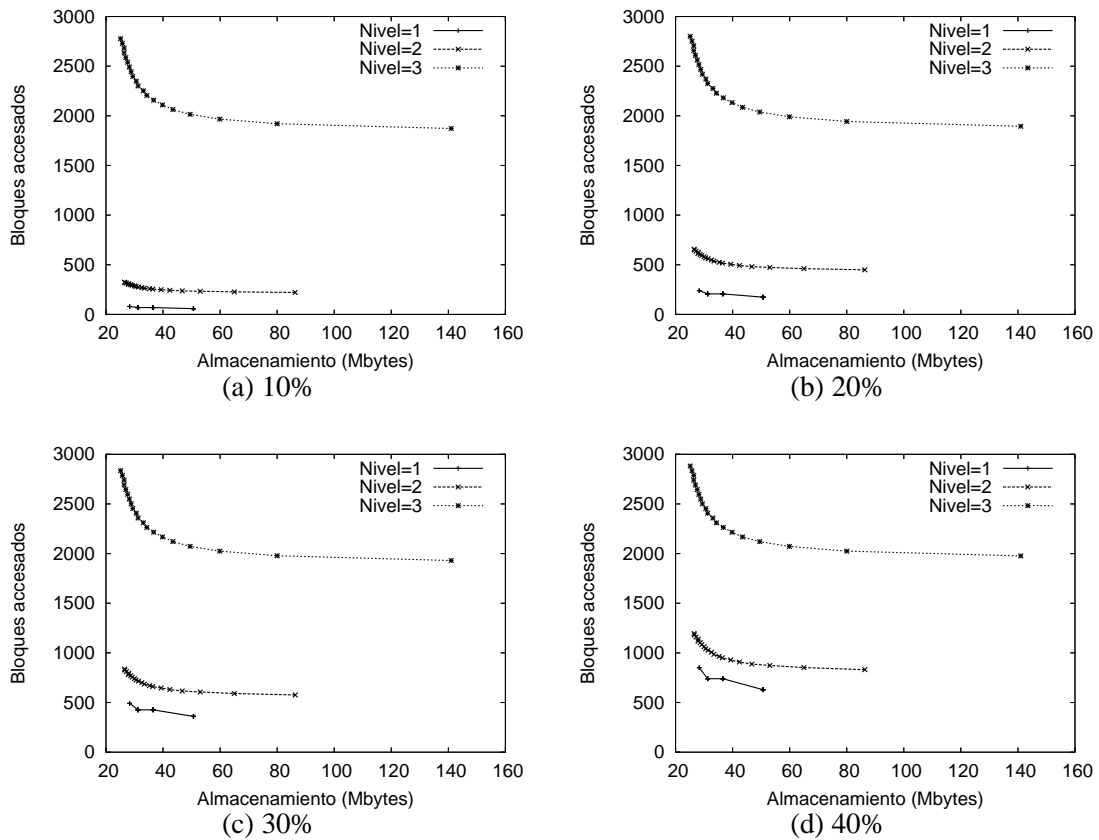 3000
2500
2000
1500
1000
500
0
Bloques accesados
Nivel=1
Nivel=2
Nivel=3
20 40 60 80 100 120 140 160
Almacenamiento (Mbytes)
(a) 10%
3000
2500
2000
1500
1000
500
0
Bloques accesados
Nivel=1
Nivel=2
Nivel=3
20 40 60 80 100 120 140 160
Almacenamiento (Mbytes)
(b) 20%
3000
2500
2000
1500
1000
500
0
Bloques accesados
Nivel=1
Nivel=2
Nivel=3
20 40 60 80 100 120 140 160
Almacenamiento (Mbytes)
(c) 30%
3000
2500
2000
1500
1000
500
0
Bloques accesados
Nivel=1
Nivel=2
Nivel=3
20 40 60 80 100 120 140 160
Almacenamiento (Mbytes)
(d) 40%